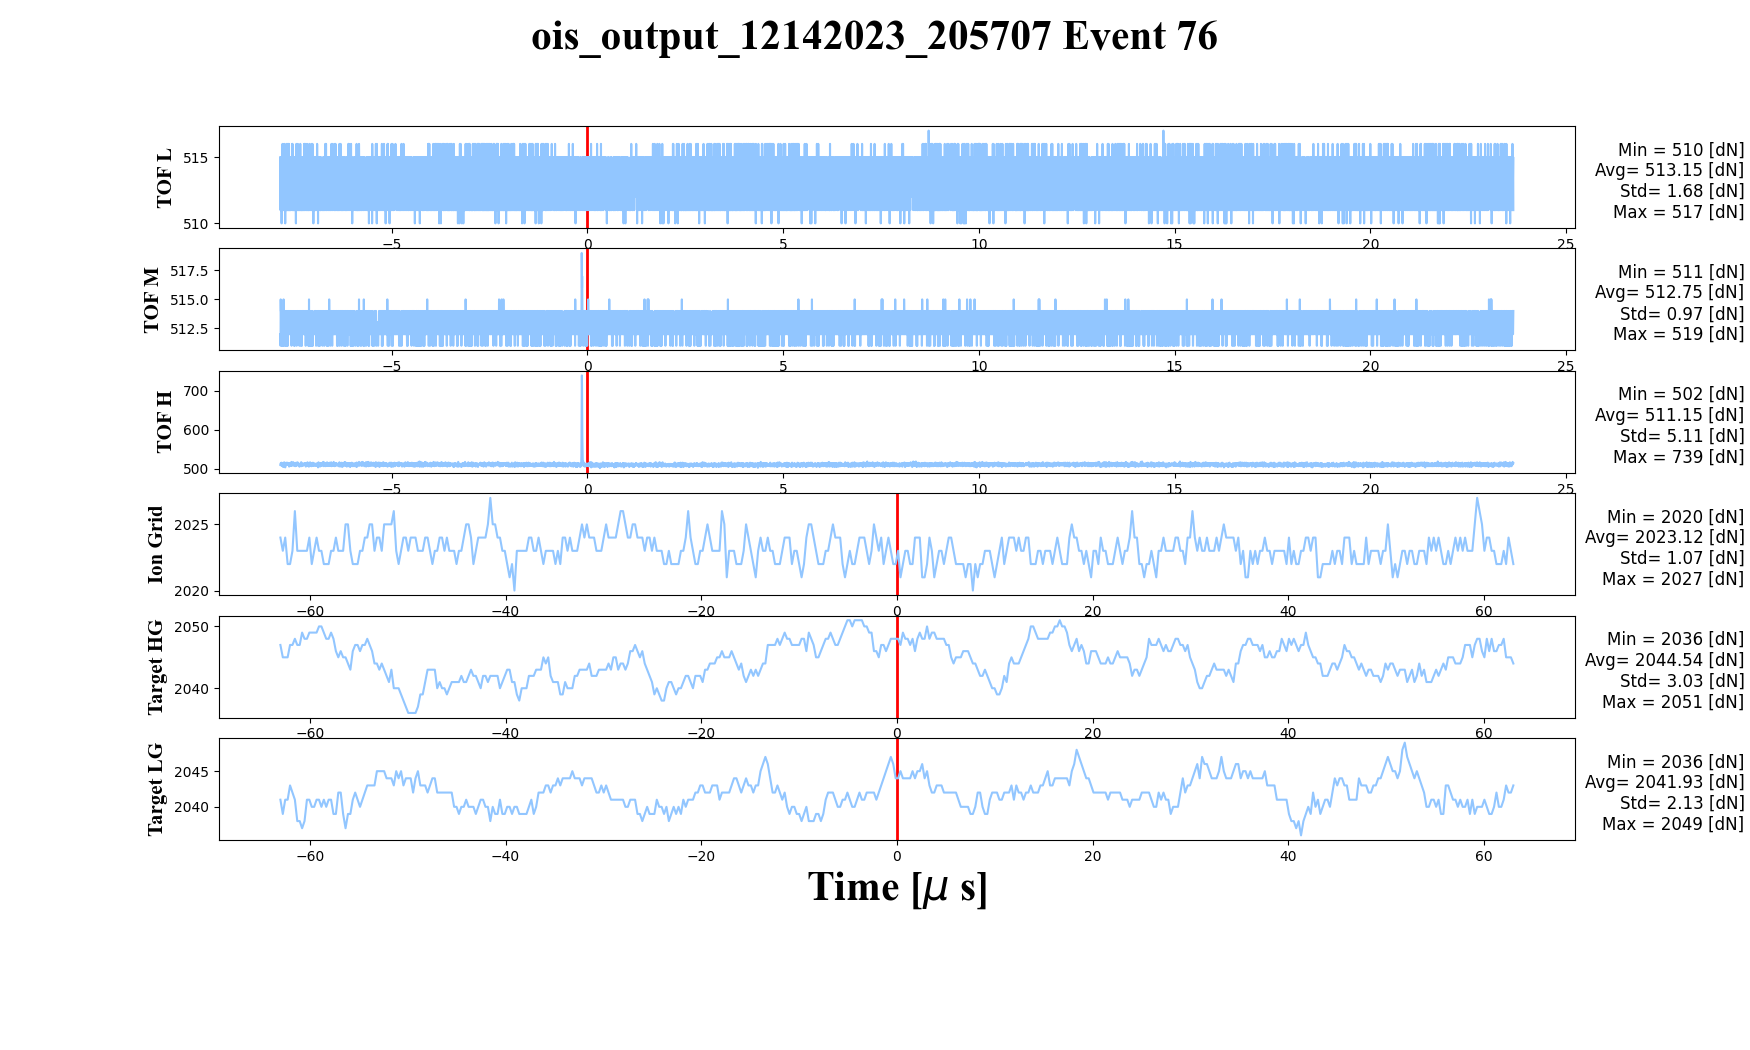 ois_output_12142023_205707 Event 76
TOF L
515
510
−5
0
5
10
15
20
25
Min = 510 [dN]
Avg= 513.15 [dN]
Std= 1.68 [dN]
Max = 517 [dN]
TOF M
517.5
515.0
512.5
−5
0
5
10
15
20
25
Min = 511 [dN]
Avg= 512.75 [dN]
Std= 0.97 [dN]
Max = 519 [dN]
TOF H
700
600
500
−5
0
5
10
15
20
25
Min = 502 [dN]
Avg= 511.15 [dN]
Std= 5.11 [dN]
Max = 739 [dN]
Ion Grid
2025
2020
−60
−40
−20
0
20
40
60
Min = 2020 [dN]
Avg= 2023.12 [dN]
Std= 1.07 [dN]
Max = 2027 [dN]
Target HG
2050
2040
−60
−40
−20
0
20
40
60
Min = 2036 [dN]
Avg= 2044.54 [dN]
Std= 3.03 [dN]
Max = 2051 [dN]
Target LG
2045
2040
−60
−40
−20
0
20
40
60
Min = 2036 [dN]
Avg= 2041.93 [dN]
Std= 2.13 [dN]
Max = 2049 [dN]
Time [μ s]